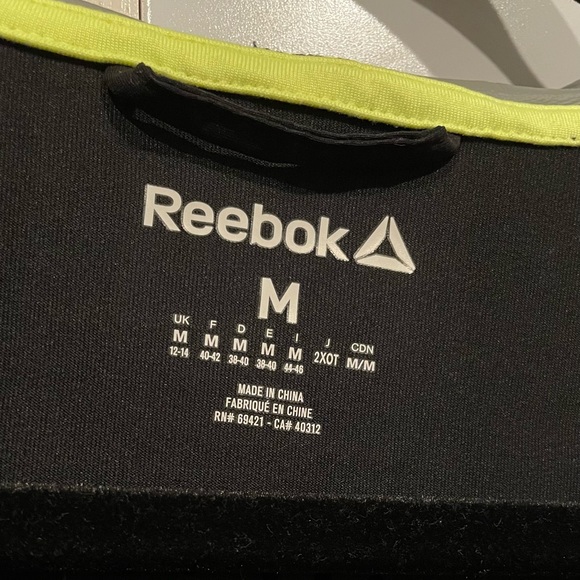 Reebok
M
UK F D E I J CDN
M M M M M 2XOT M/M
12-14 40-42 38-40 38-40 44-46
MADE IN CHINA
FABRIQUÉ EN CHINE
RN# 69421 - CA# 40312